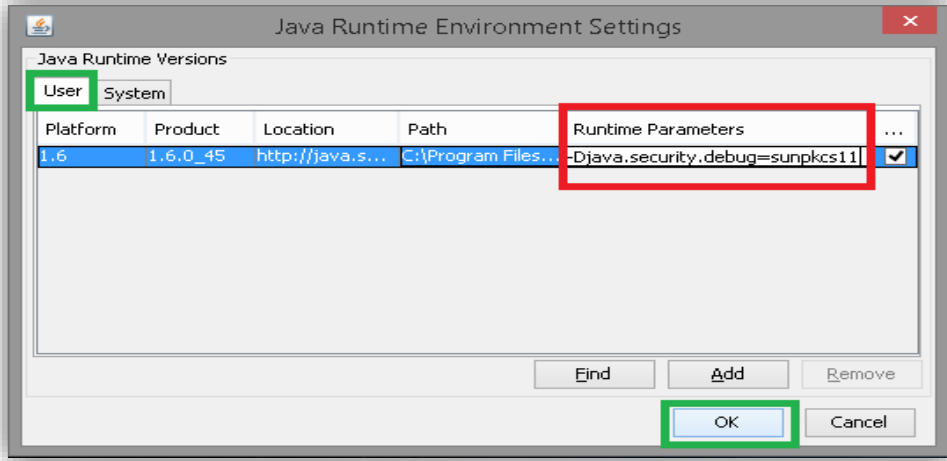 Java Runtime Environment Settings
Java Runtime Versions
User System
Platform Product Location Path Runtime Parameters ...
1.6 1.6.0_45 http://java.s... C:\Program Files... -Djava.security.debug=sunpkcs11
Find Add Remove
OK Cancel